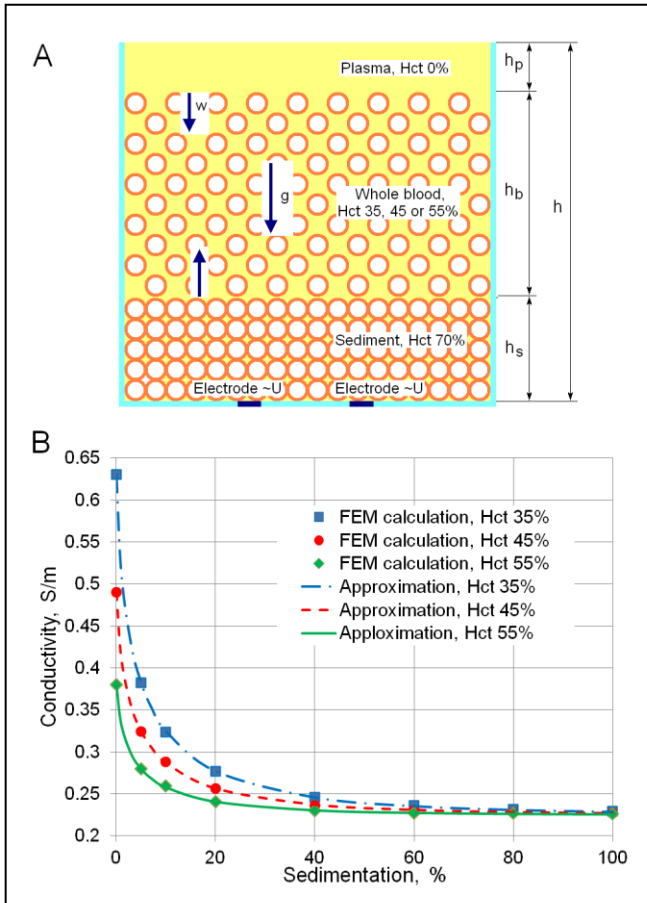 A
Plasma, Hct 0%
h_p
w
g
Whole blood,
Hct 35, 45 or 55%
h_b
h
Sediment, Hct 70%
h_s
Electrode ~U Electrode ~U
B
0.65
0.6
0.55
0.5
0.45
0.4
0.35
0.3
0.25
0.2
Conductivity, S/m
FEM calculation, Hct 35%
FEM calculation, Hct 45%
FEM calculation, Hct 55%
Approximation, Hct 35%
Approximation, Hct 45%
Apploximation, Hct 55%
0 20 40 60 80 100
Sedimentation, %